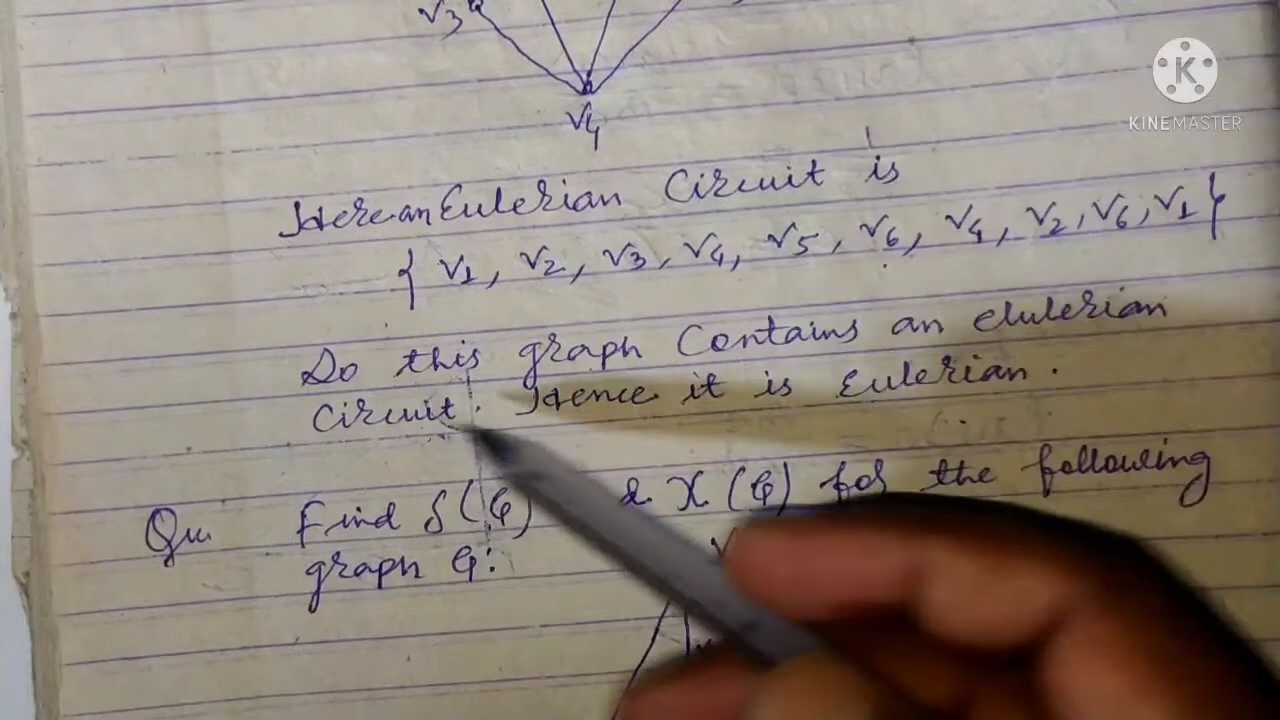 V3
V4
Here an Eulerian Circuit is
{ V1, V2, V3, V4, V5, V6, V4, V2, V6, V1 }
So this graph Contains an elulerian
Circuit. Hence it is Eulerian.
Qu. Find δ(G) & χ(G) for the following
graph G:
K
KINEMASTER